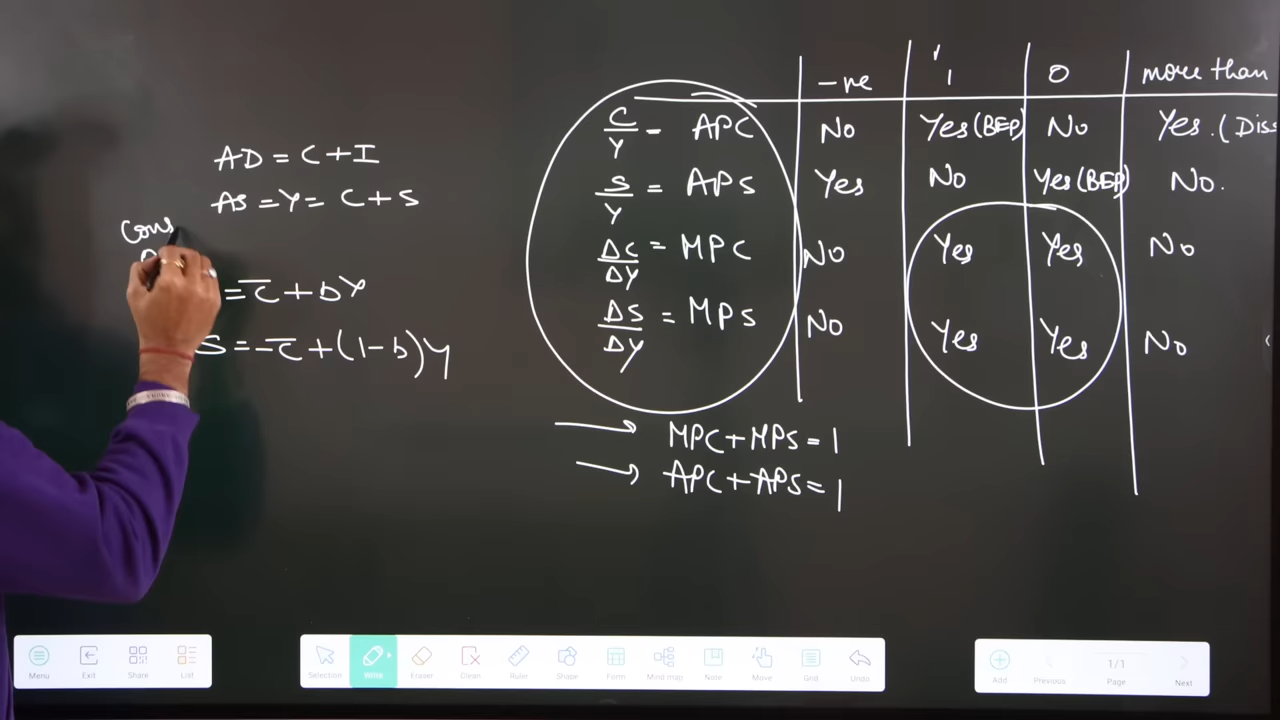 AD = C + I
AS = Y = C + S
Cons
= C̅ + bY
S = -C̅ + (1-b)Y
-ve 1 0 more than
C/Y = APC No Yes (BEP) No Yes. (Diss
S/Y = APS Yes No Yes (BEP) No.
ΔC/ΔY = MPC No Yes Yes No
ΔS/ΔY = MPS No Yes Yes No
→ MPC + MPS = 1
→ APC + APS = 1
Menu Exit Share List
Selection Write Eraser Clean Ruler Shape Form Mind map Note Move Grid Undo
Add Previous 1/1 Page Next